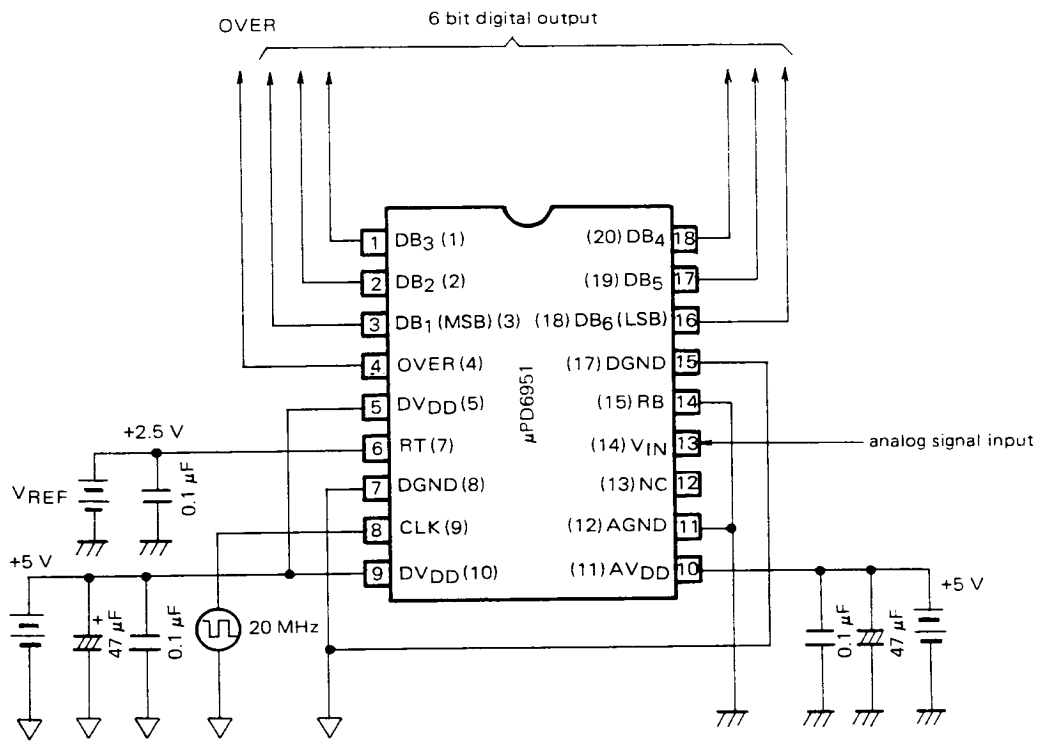 OVER
6 bit digital output
1 DB3 (1)
2 DB2 (2)
3 DB1 (MSB) (3)
4 OVER (4)
5 DVDD (5)
6 RT (7)
7 DGND (8)
8 CLK (9)
9 DVDD (10)
µPD6951
(20) DB4 18
(19) DB5 17
(18) DB6 (LSB) 16
(17) DGND 15
(15) RB 14
(14) VIN 13
(13) NC 12
(12) AGND 11
(11) AVDD 10
analog signal input
+2.5 V
VREF
0.1 µF
+5 V
+
47 µF
0.1 µF
20 MHz
0.1 µF
47 µF
+5 V